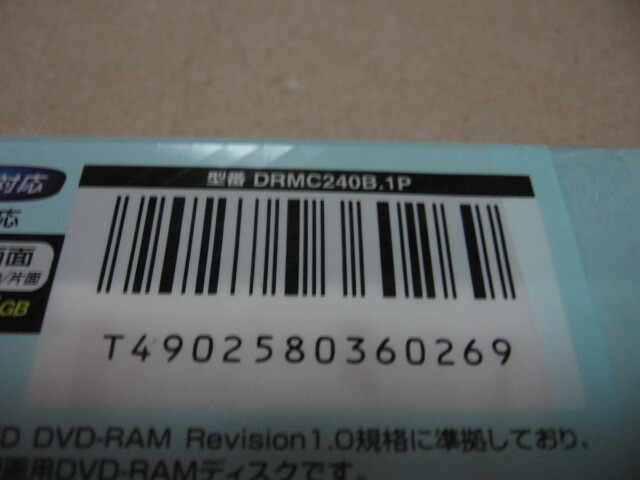 対応
型番 DRMC240B.1P
応
面
/片面
GB
T4902580360269
DVD-RAM Revision1.0規格に準拠しており、
画用DVD-RAMディスクです。